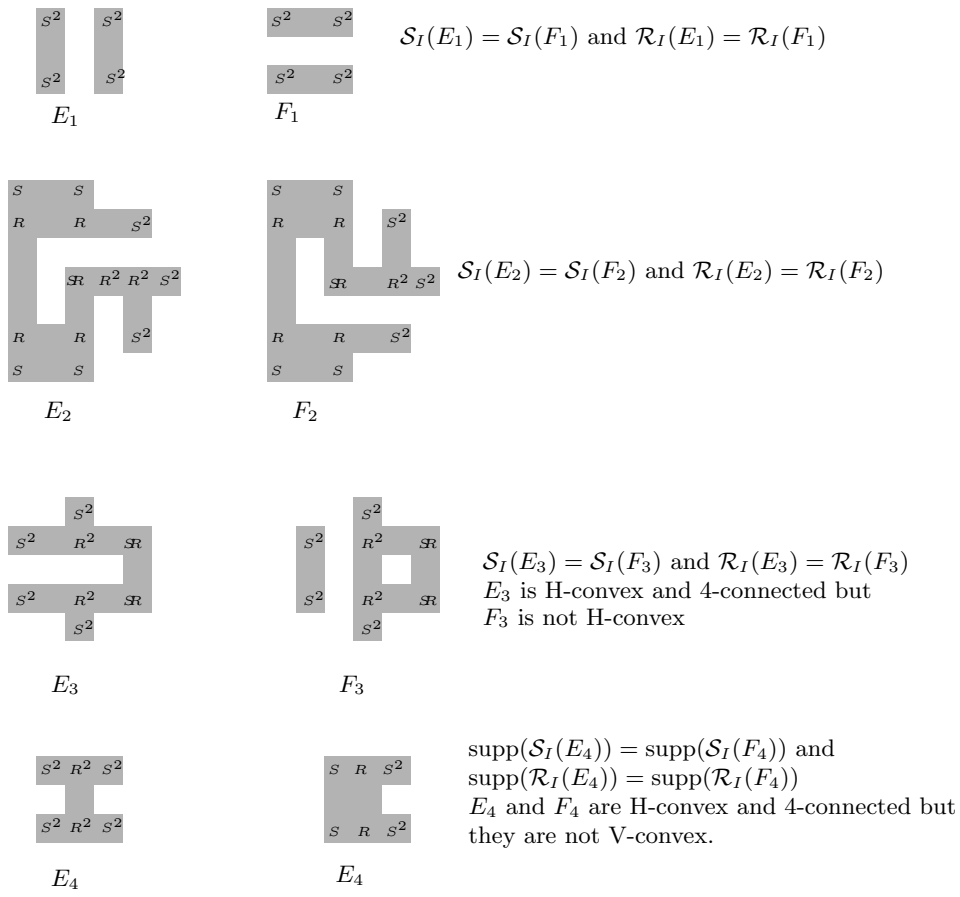 S² S² S² S²
𝒮_I(E₁) = 𝒮_I(F₁) and ℛ_I(E₁) = ℛ_I(F₁)
S² S² S² S²
E₁ F₁
S S S S
R R S² R S² 
R
𝒮_I(E₂) = 𝒮_I(F₂) and ℛ_I(E₂) = ℛ_I(F₂)
SR R² R² S² SR R² S²
R R S² R R S²
S S S S
E₂ F₂
S² S²
S² R² SR S² R² SR
𝒮_I(E₃) = 𝒮_I(F₃) and ℛ_I(E₃) = ℛ_I(F₃)
E₃ is H-convex and 4-connected but
F₃ is not H-convex
S² R² SR S² R² SR
S² S²
E₃ F₃
supp(𝒮_I(E₄)) = supp(𝒮_I(F₄)) and
supp(ℛ_I(E₄)) = supp(ℛ_I(F₄))
E₄ and F₄ are H-convex and 4-connected but
they are not V-convex.
S² R² S² S R S²
S² R² S² S R S²
E₄ E₄